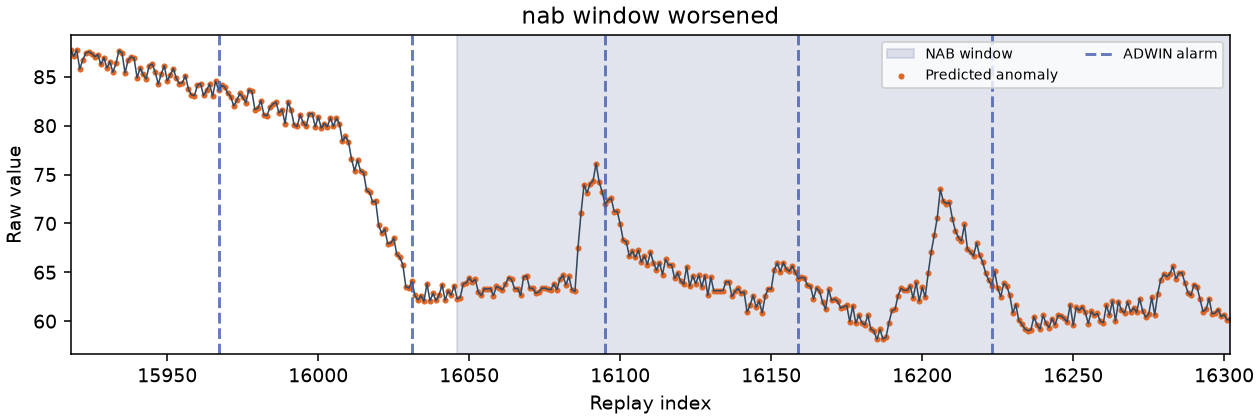 nab window worsened
NAB window
Predicted anomaly
ADWIN alarm
Raw value
85
80
75
70
65
60
15950 16000 16050 16100 16150 16200 16250 16300
Replay index